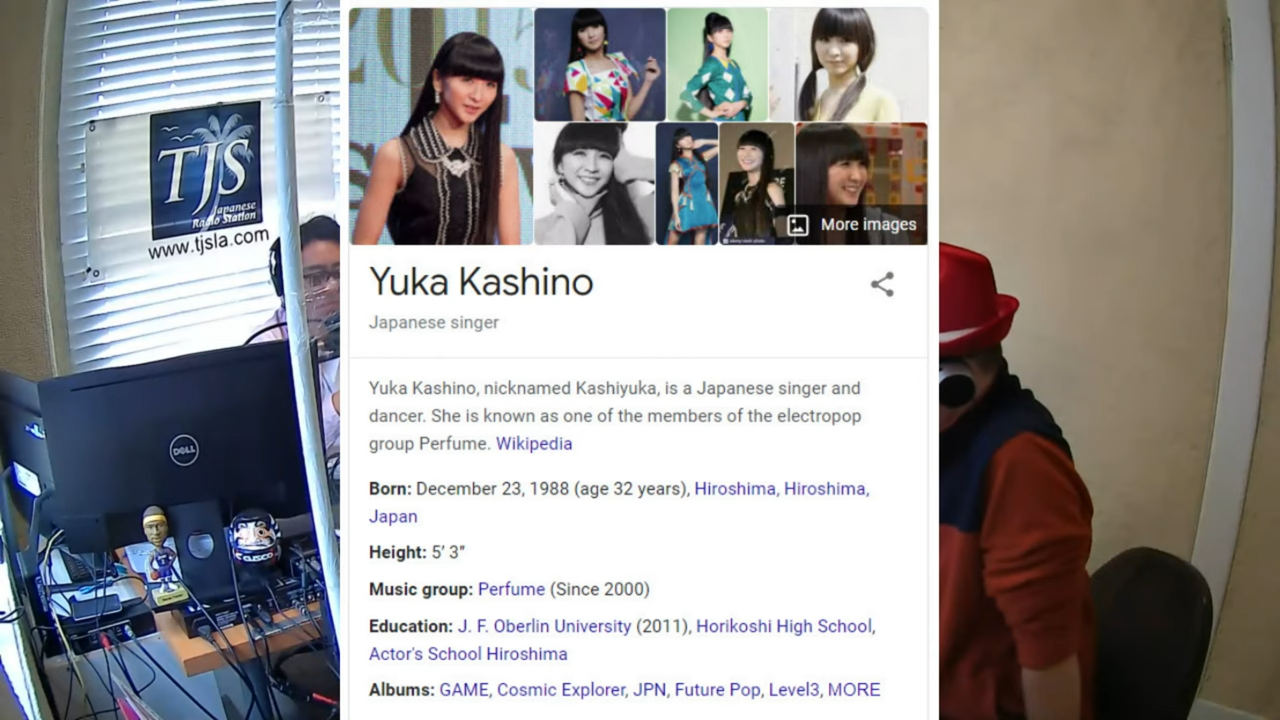 TJS
Japanese
Radio Station
www.tjsla.com
DELL
CUSCO
More images
Yuka Kashino
Japanese singer
Yuka Kashino, nicknamed Kashiyuka, is a Japanese singer and
dancer. She is known as one of the members of the electropop
group Perfume. Wikipedia
Born: December 23, 1988 (age 32 years), Hiroshima, Hiroshima,
Japan
Height: 5′ 3″
Music group: Perfume (Since 2000)
Education: J. F. Oberlin University (2011), Horikoshi High School,
Actor's School Hiroshima
Albums: GAME, Cosmic Explorer, JPN, Future Pop, Level3, MORE